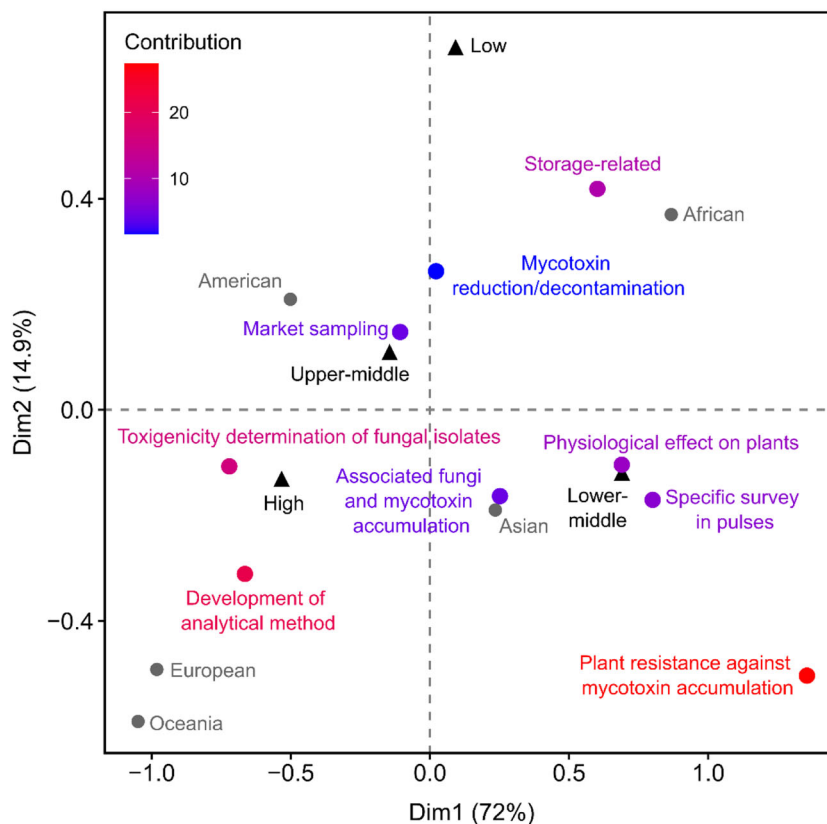 Contribution
20
10
Low
Storage-related
African
Mycotoxin
reduction/decontamination
American
Market sampling
Upper-middle
Toxigenicity determination of fungal isolates
Physiological effect on plants
High
Associated fungi
and mycotoxin
accumulation
Asian
Lower-
middle
Specific survey
in pulses
Development of
analytical method
European
Oceania
Plant resistance against
mycotoxin accumulation
0.4
0.0
−0.4
Dim2 (14.9%)
−1.0
−0.5
0.0
0.5
1.0
Dim1 (72%)